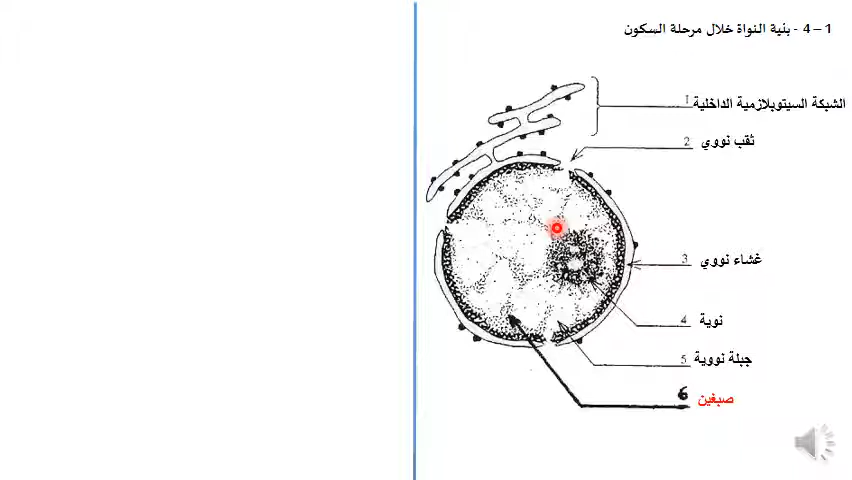 1 – 4 - بنية النواة خلال مرحلة السكون
الشبكة السيتوبلازمية الداخلية 1
ثقب نووي 2
غشاء نووي 3
نوية 4
جبلة نووية 5
صبغين 6